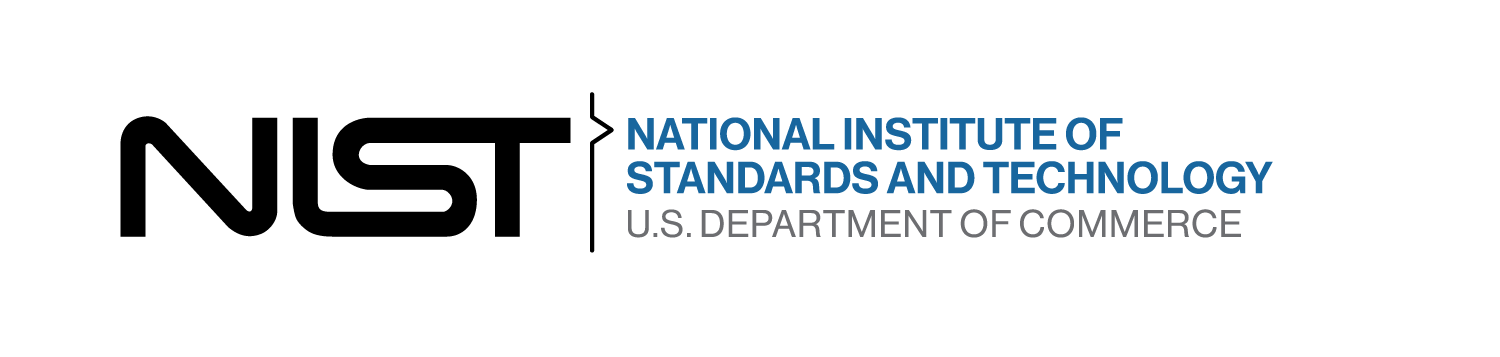 NIST
NATIONAL INSTITUTE OF
STANDARDS AND TECHNOLOGY
U.S. DEPARTMENT OF COMMERCE